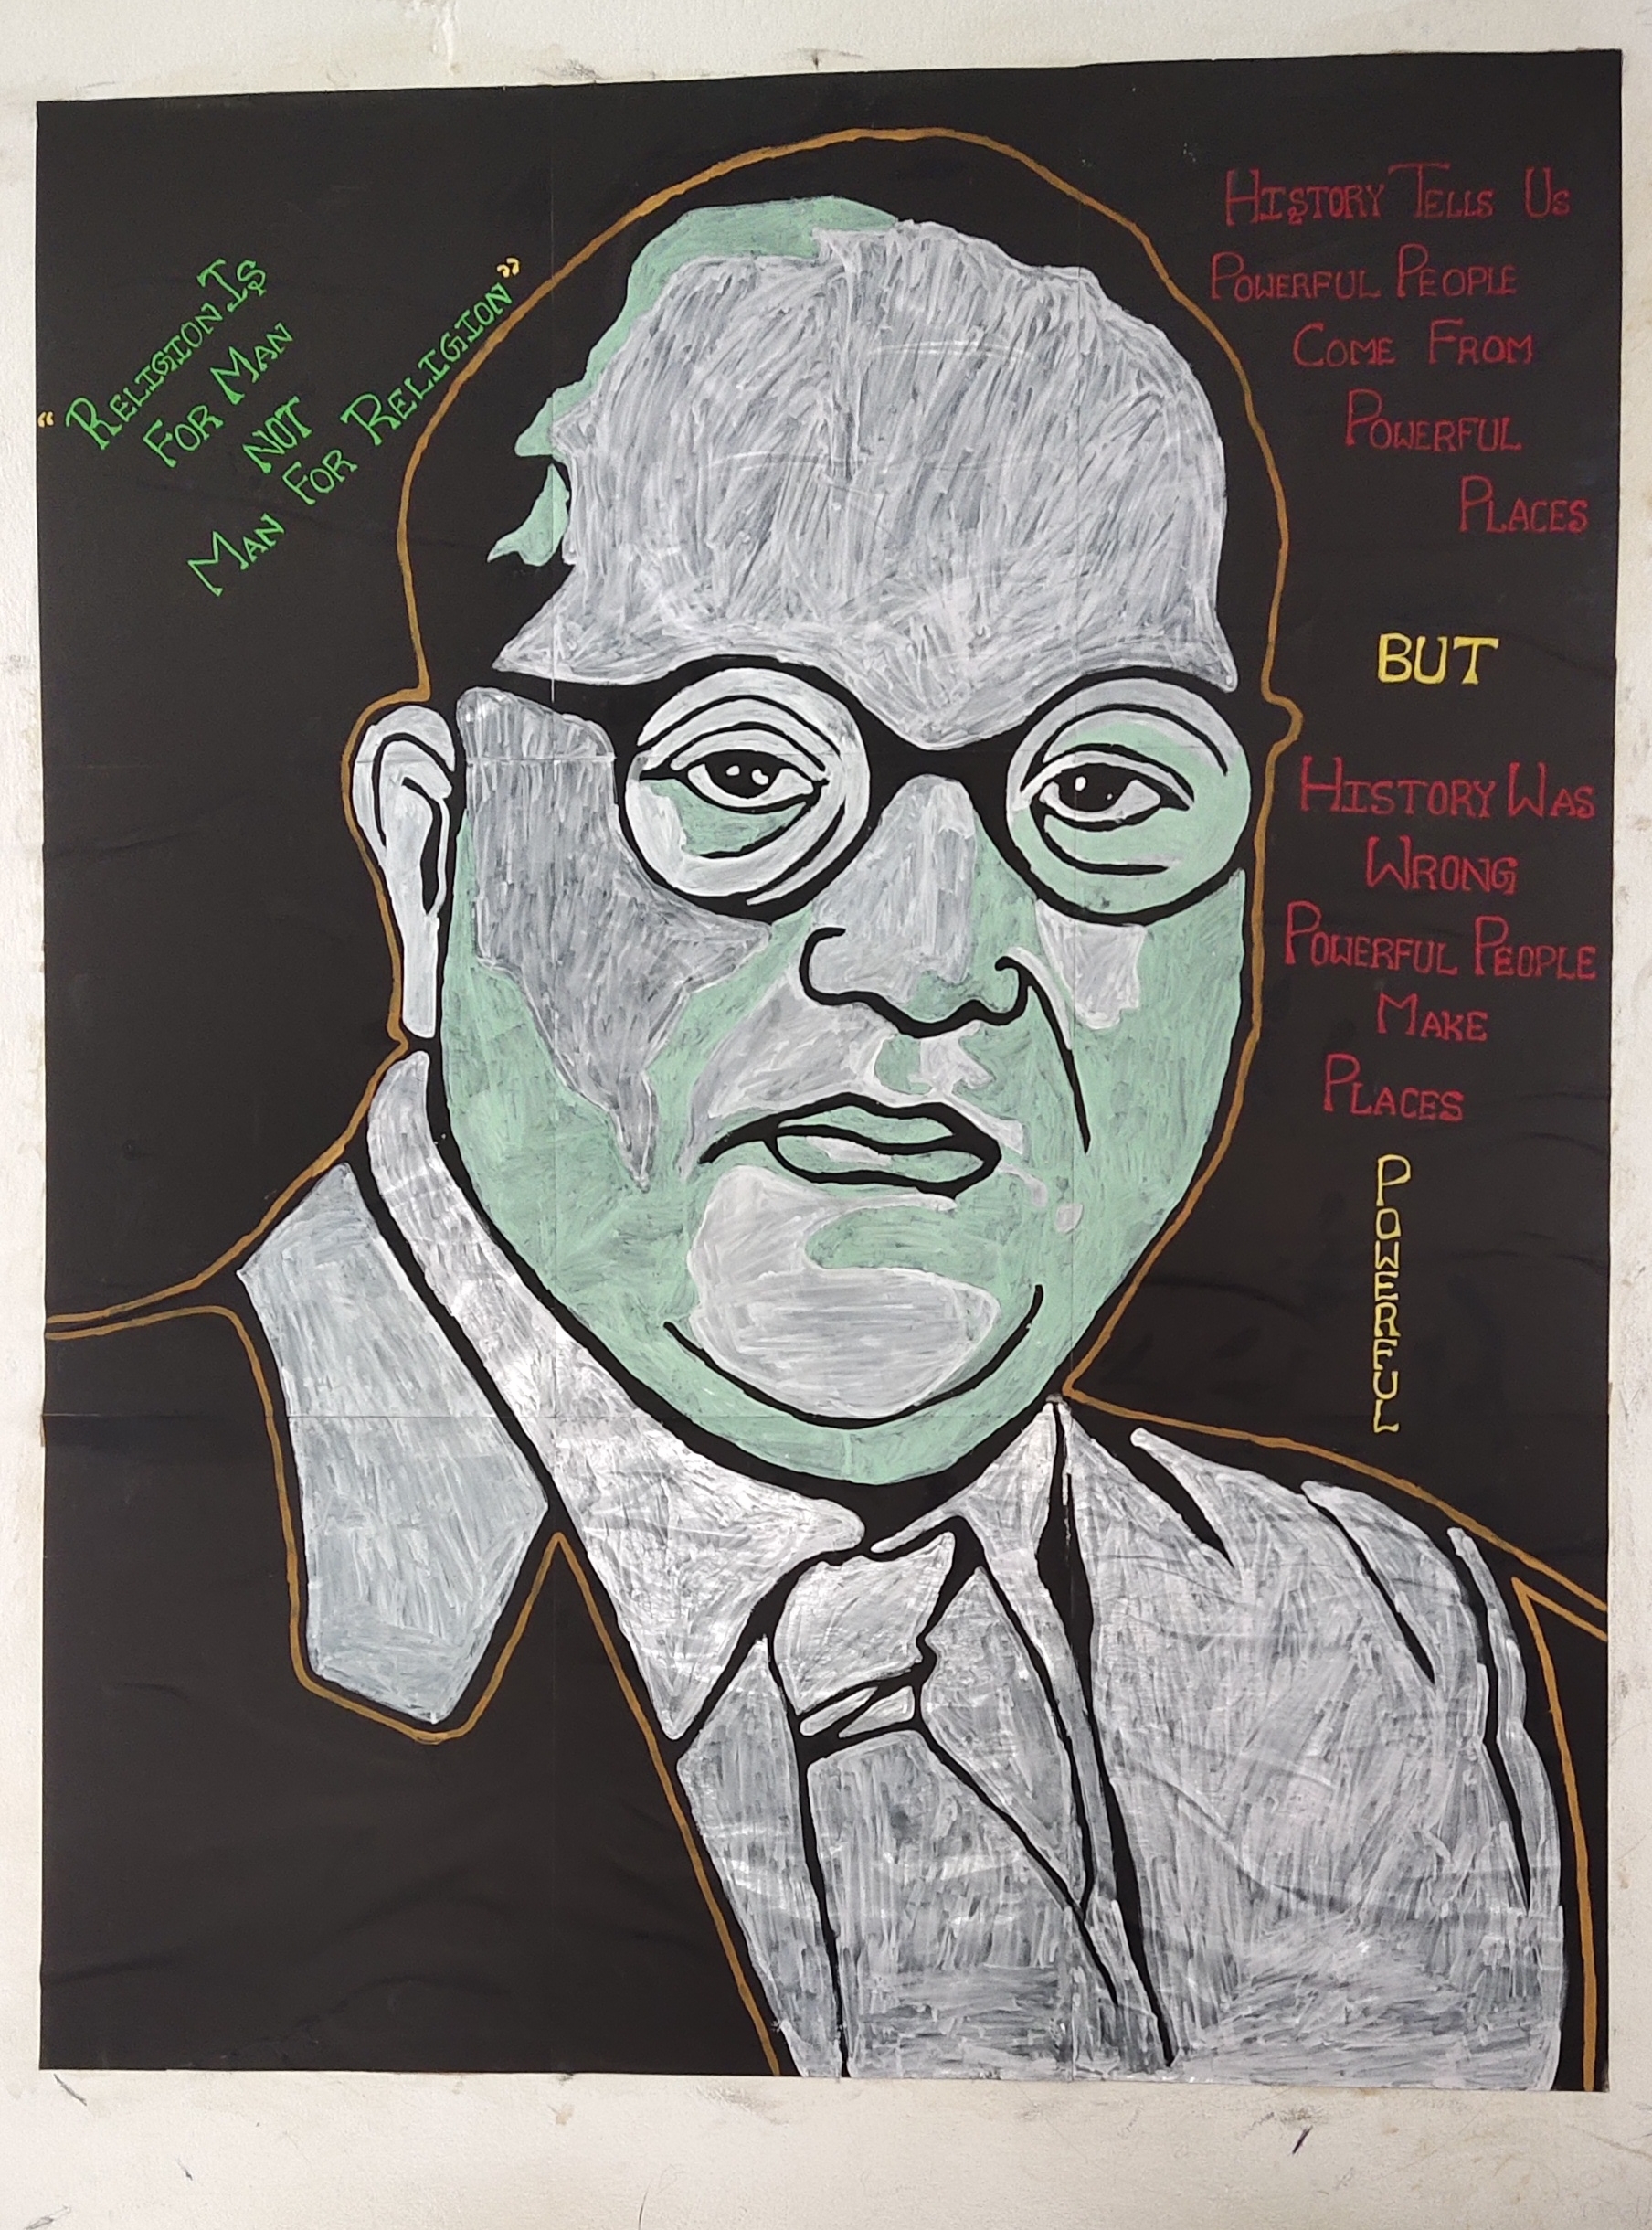 “Religion Is
For Man
Not
Man For Religion”
History Tells Us
Powerful People
Come From
Powerful
Places
BUT
History Was
Wrong
Powerful People
Make
Places
Powerful